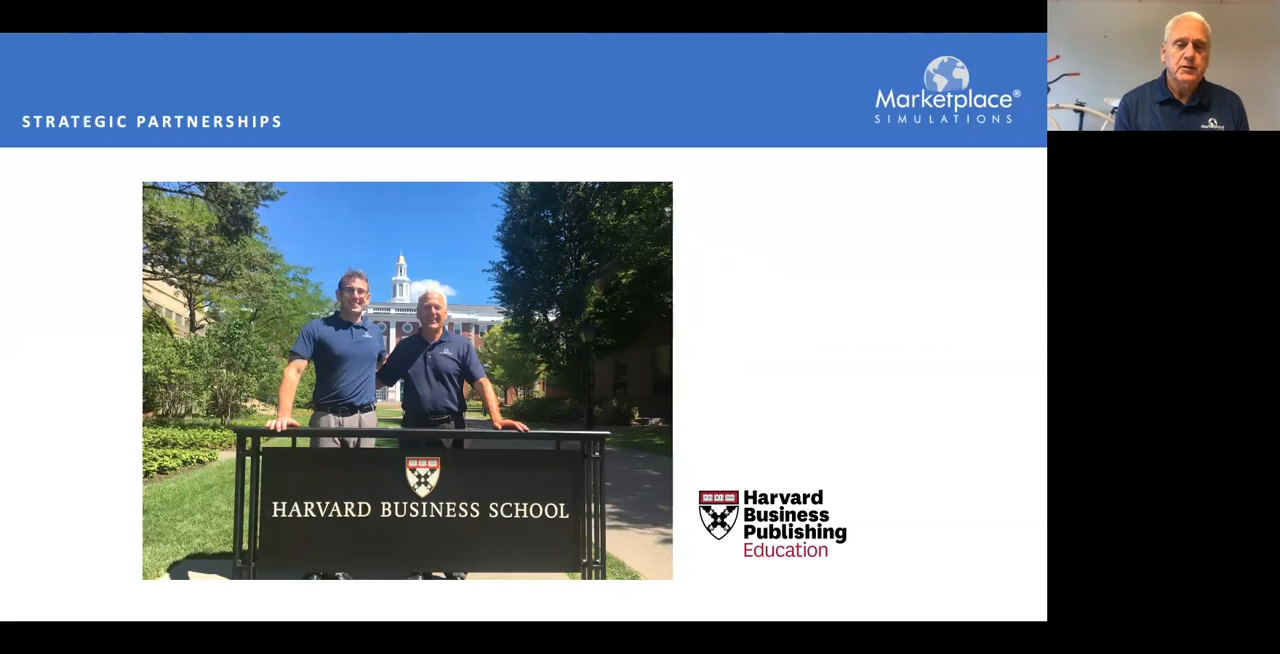 STRATEGIC PARTNERSHIPS
Marketplace®
SIMULATIONS
HARVARD BUSINESS SCHOOL
Harvard
Business
Publishing
Education